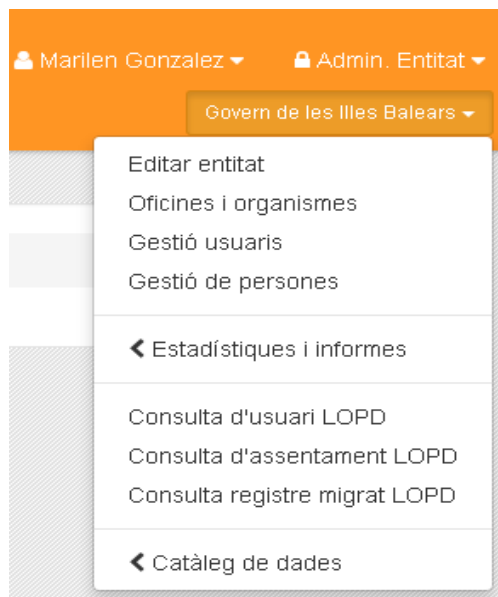 Marilen Gonzalez Admin. Entitat
Govern de les Illes Balears
Editar entitat
Oficines i organismes
Gestió usuaris
Gestió de persones
Estadístiques i informes
Consulta d'usuari LOPD
Consulta d'assentament LOPD
Consulta registre migrat LOPD
Catàleg de dades